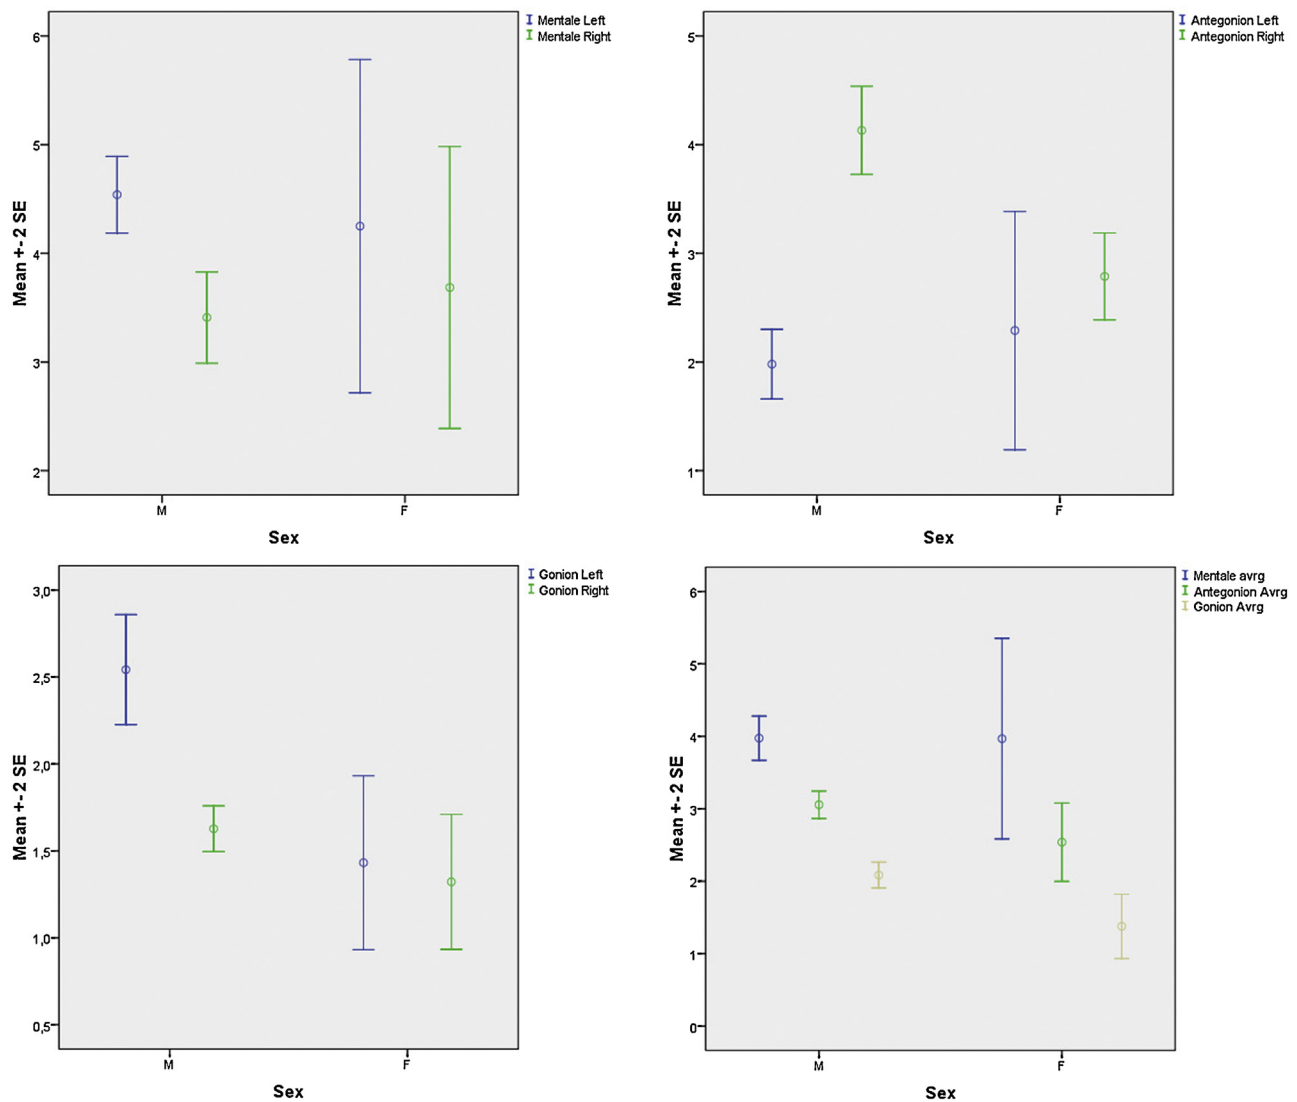 Mentale Left
Mentale Right
6
5
4
3
2
Mean +- 2 SE
M
F
Sex
Antegonion Left
Antegonion Right
5
4
3
2
1
Mean +- 2 SE
M
F
Sex
Gonion Left
Gonion Right
3,0
2,5
2,0
1,5
1,0
0,5
Mean +- 2 SE
M
F
Sex
Mentale avrg
Antegonion Avrg
Gonion Avrg
6
5
4
3
2
1
0
Mean +- 2 SE
M
F
Sex